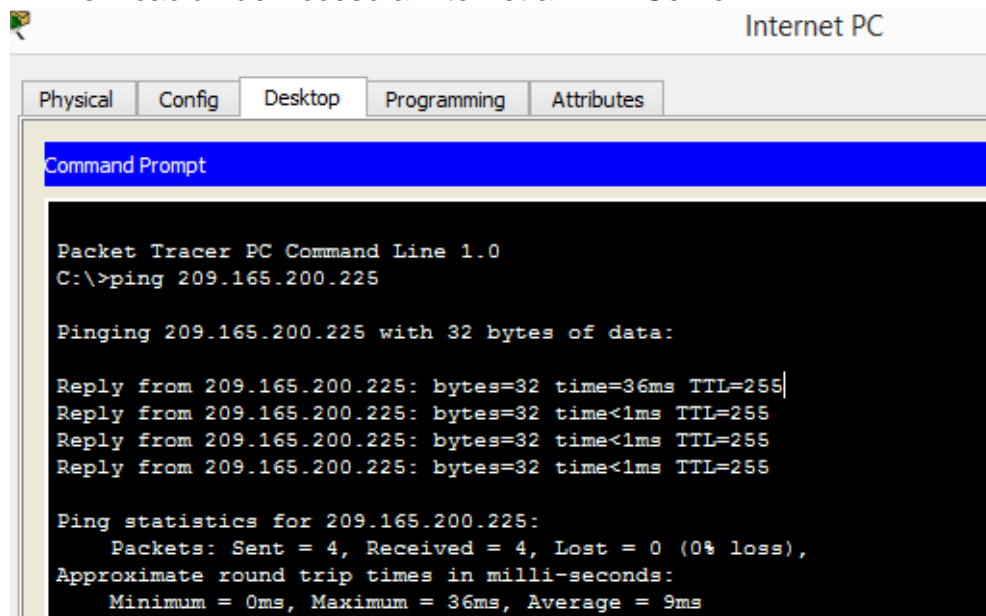 Internet PC
Physical Config Desktop Programming Attributes
Command Prompt
Packet Tracer PC Command Line 1.0
C:\>ping 209.165.200.225
Pinging 209.165.200.225 with 32 bytes of data:
Reply from 209.165.200.225: bytes=32 time=36ms TTL=255
Reply from 209.165.200.225: bytes=32 time<1ms TTL=255
Reply from 209.165.200.225: bytes=32 time<1ms TTL=255
Reply from 209.165.200.225: bytes=32 time<1ms TTL=255
Ping statistics for 209.165.200.225:
Packets: Sent = 4, Received = 4, Lost = 0 (0% loss),
Approximate round trip times in milli-seconds:
Minimum = 0ms, Maximum = 36ms, Average = 9ms